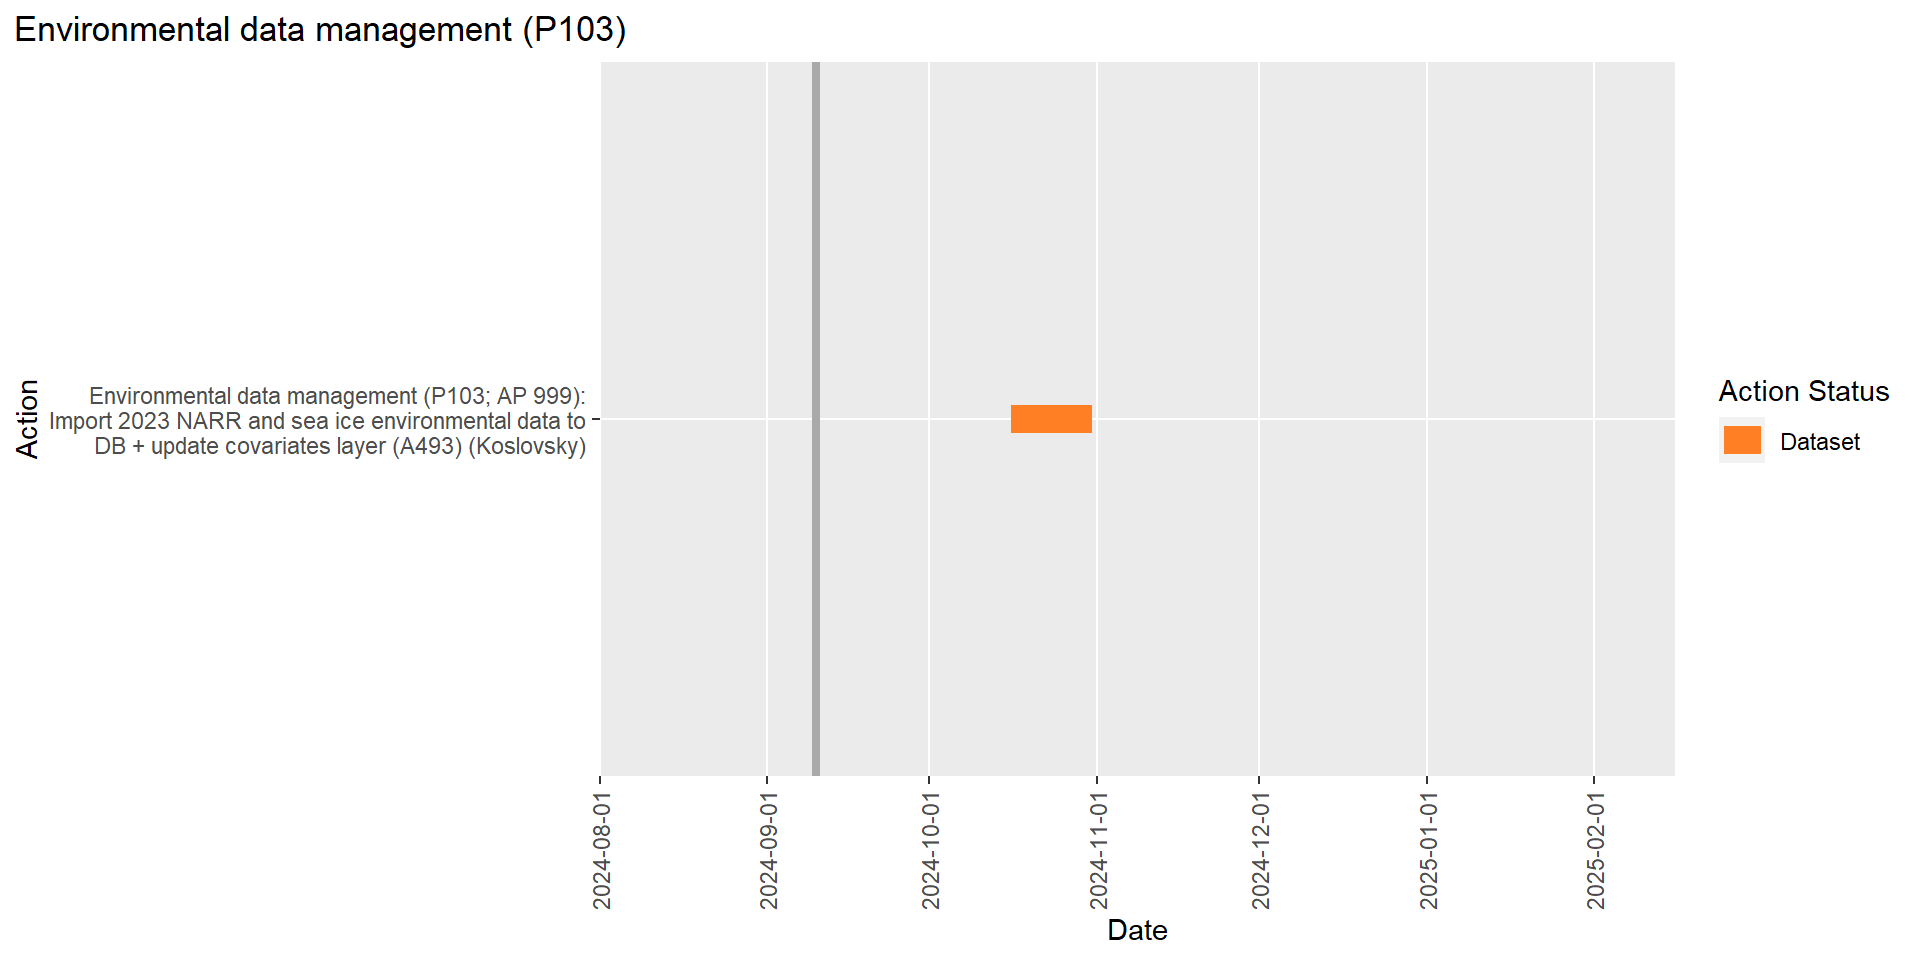 Environmental data management (P103)
Action
Environmental data management (P103; AP 999):
Import 2023 NARR and sea ice environmental data to
DB + update covariates layer (A493) (Koslovsky)
2024-08-01
2024-09-01
2024-10-01
2024-11-01
2024-12-01
2025-01-01
2025-02-01
Date
Action Status
Dataset